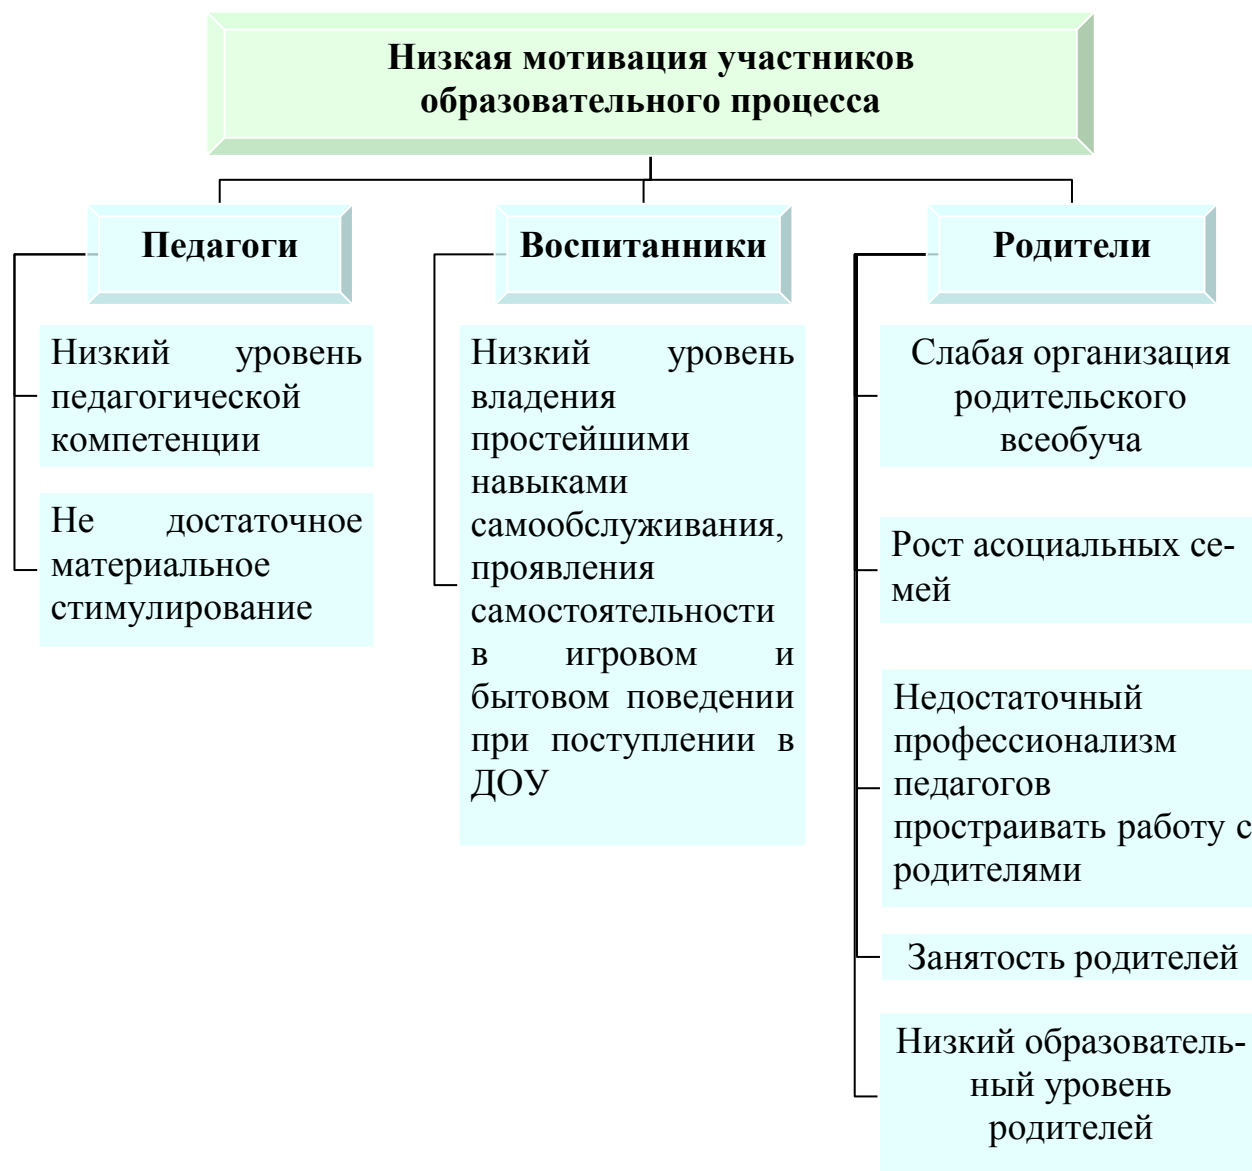 Низкая мотивация участников
образовательного процесса
Педагоги
Низкий уровень
педагогической
компетенции
Не достаточное
материальное
стимулирование
Воспитанники
Низкий уровень
владения
простейшими
навыками
самообслуживания,
проявления
самостоятельности
в игровом и
бытовом поведении
при поступлении в
ДОУ
Родители
Слабая организация
родительского
всеобуча
Рост асоциальных се-
мей
Недостаточный
профессионализм
педагогов
простраивать работу с
родителями
Занятость родителей
Низкий образователь-
ный уровень
родителей